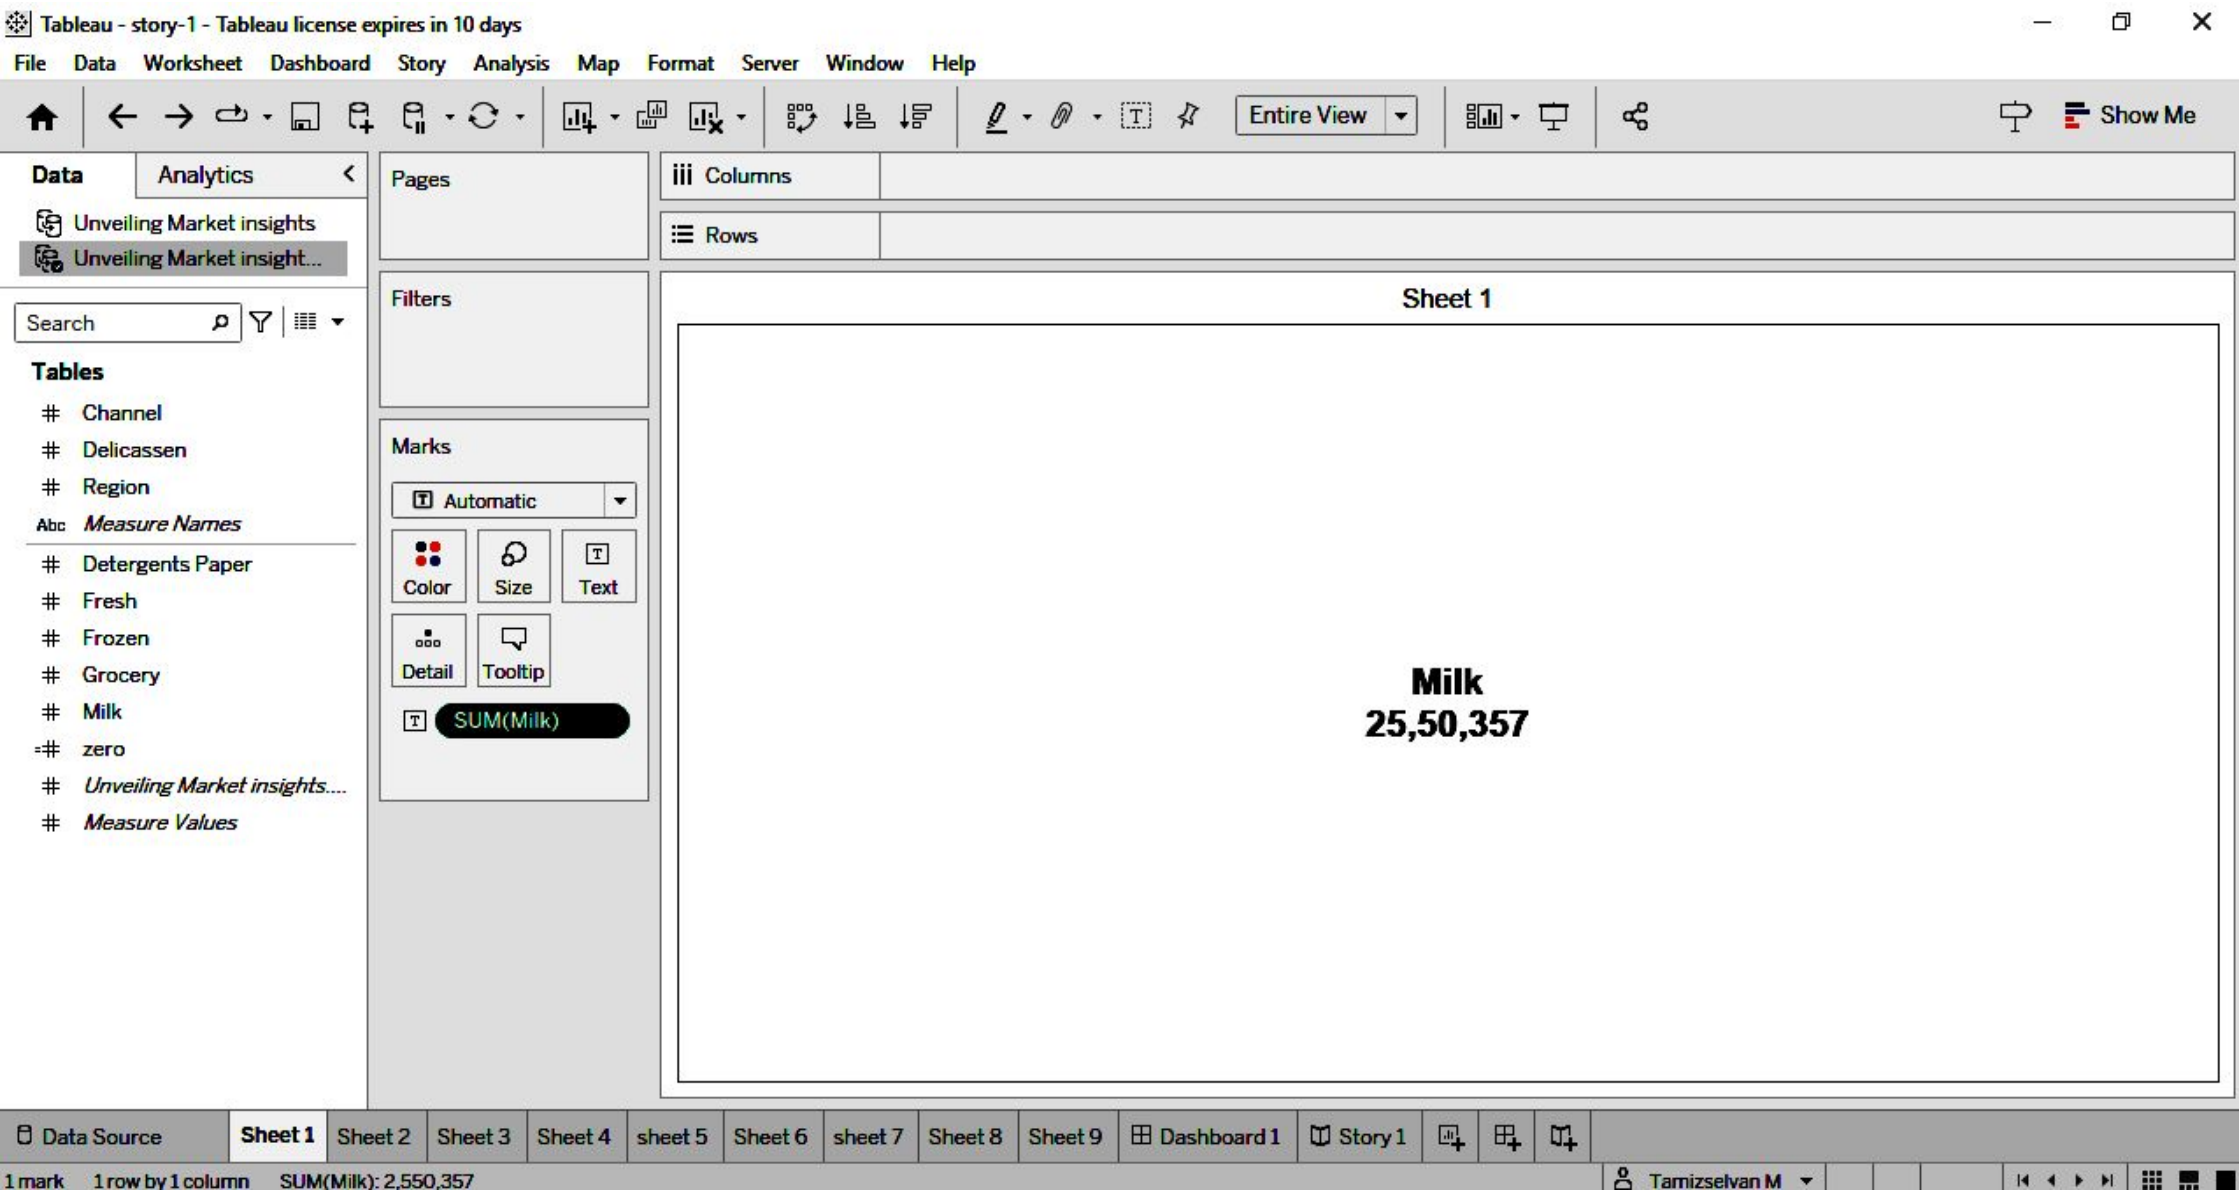 Tableau - story-1 - Tableau license expires in 10 days
File Data Worksheet Dashboard Story Analysis Map Format Server Window Help
Entire View
Show Me
Data Analytics
Unveiling Market insights
Unveiling Market insight...
Search
Tables
# Channel
# Delicassen
# Region
Abc Measure Names
# Detergents Paper
# Fresh
# Frozen
# Grocery
# Milk
=# zero
# Unveiling Market insights....
# Measure Values
Pages
Filters
Marks
T Automatic
Color Size T Text
Detail Tooltip
T SUM(Milk)
Columns
Rows
Sheet 1
Milk
25,50,357
Data Source Sheet 1 Sheet 2 Sheet 3 Sheet 4 sheet 5 Sheet 6 sheet 7 Sheet 8 Sheet 9 Dashboard 1 Story 1
1 mark 1 row by 1 column SUM(Milk): 2,550,357 Tamizselvan M